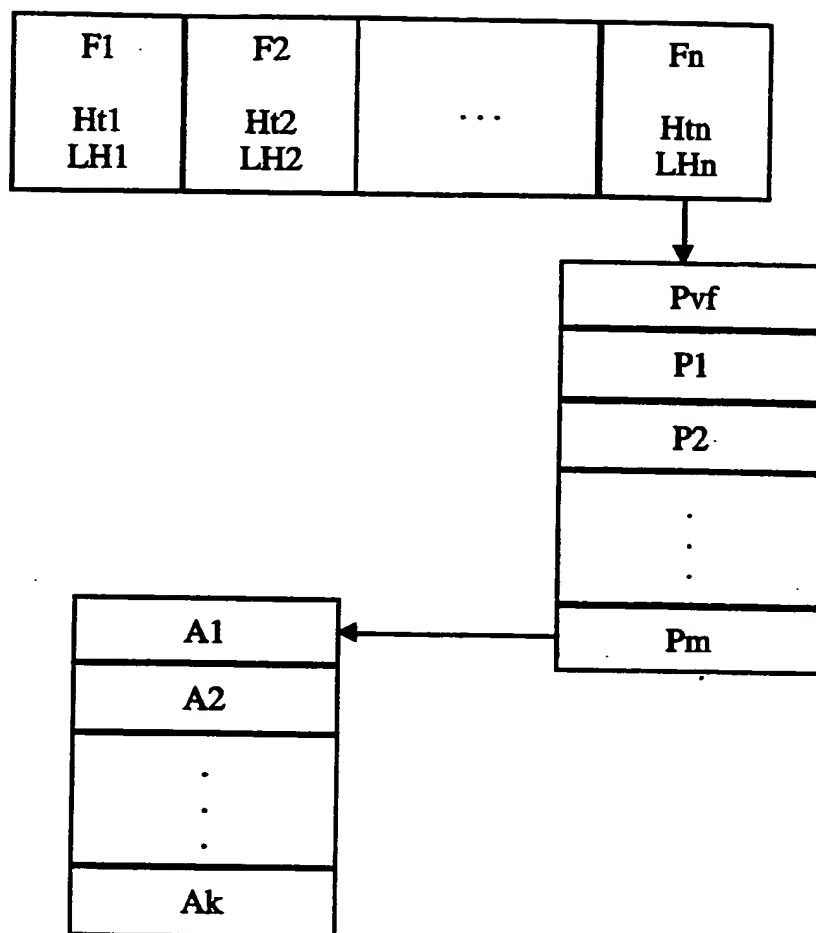 F1 F2 Fn
Ht1 Ht2 ... Htn
LH1 LH2 LHn
Pvf
P1
P2
.
.
.
A1 Pm
A2
.
.
.
Ak